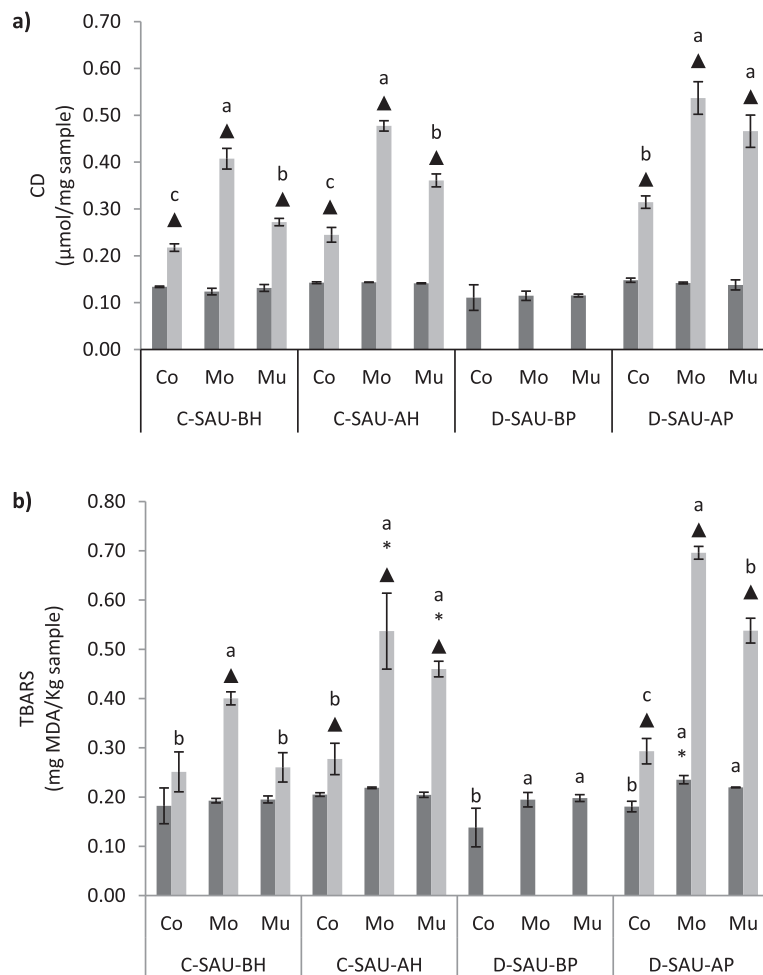 a)
0.70
0.60
0.50
0.40
0.30
0.20
0.10
0.00
CD
(µmol/mg sample)
c a b c a b b a a
Co Mo Mu Co Mo Mu Co Mo Mu Co Mo Mu
C-SAU-BH C-SAU-AH D-SAU-BP D-SAU-AP
b)
0.80
0.70
0.60
0.50
0.40
0.30
0.20
0.10
0.00
TBARS
(mg MDA/Kg sample)
b a b b a * a * b a a b c a * a a b
Co Mo Mu Co Mo Mu Co Mo Mu Co Mo Mu
C-SAU-BH C-SAU-AH D-SAU-BP D-SAU-AP